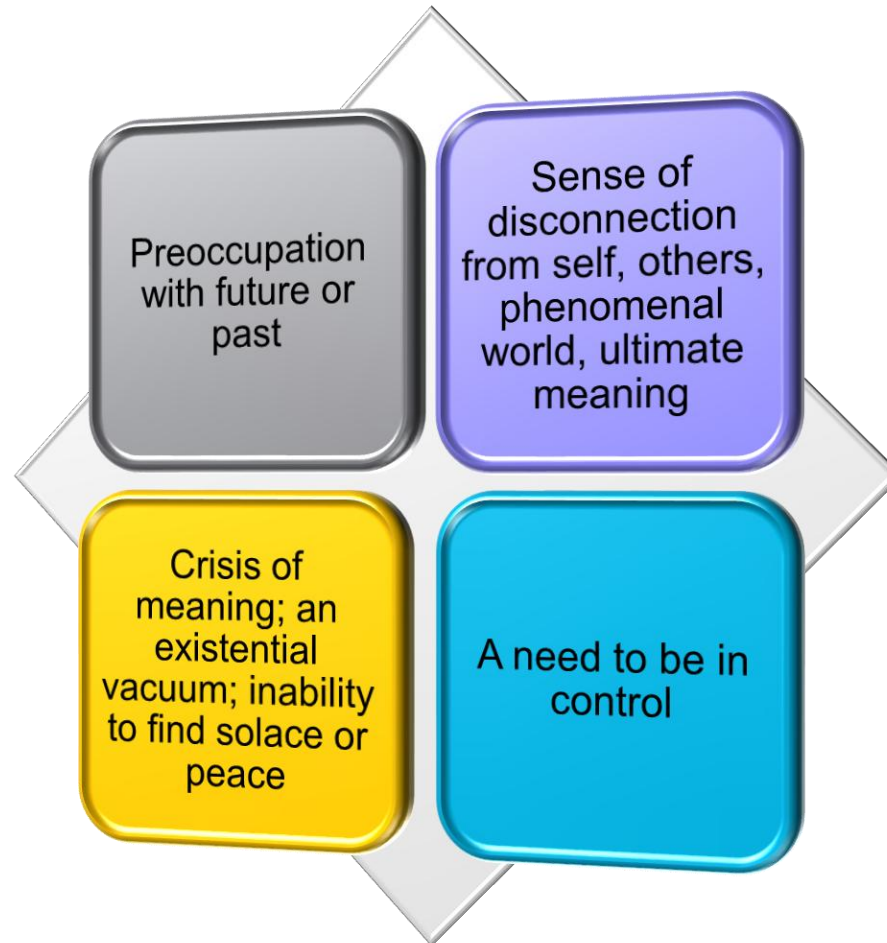 Preoccupation
with future or
past
Sense of
disconnection
from self, others,
phenomenal
world, ultimate
meaning
Crisis of
meaning; an
existential
vacuum; inability
to find solace or
peace
A need to be in
control